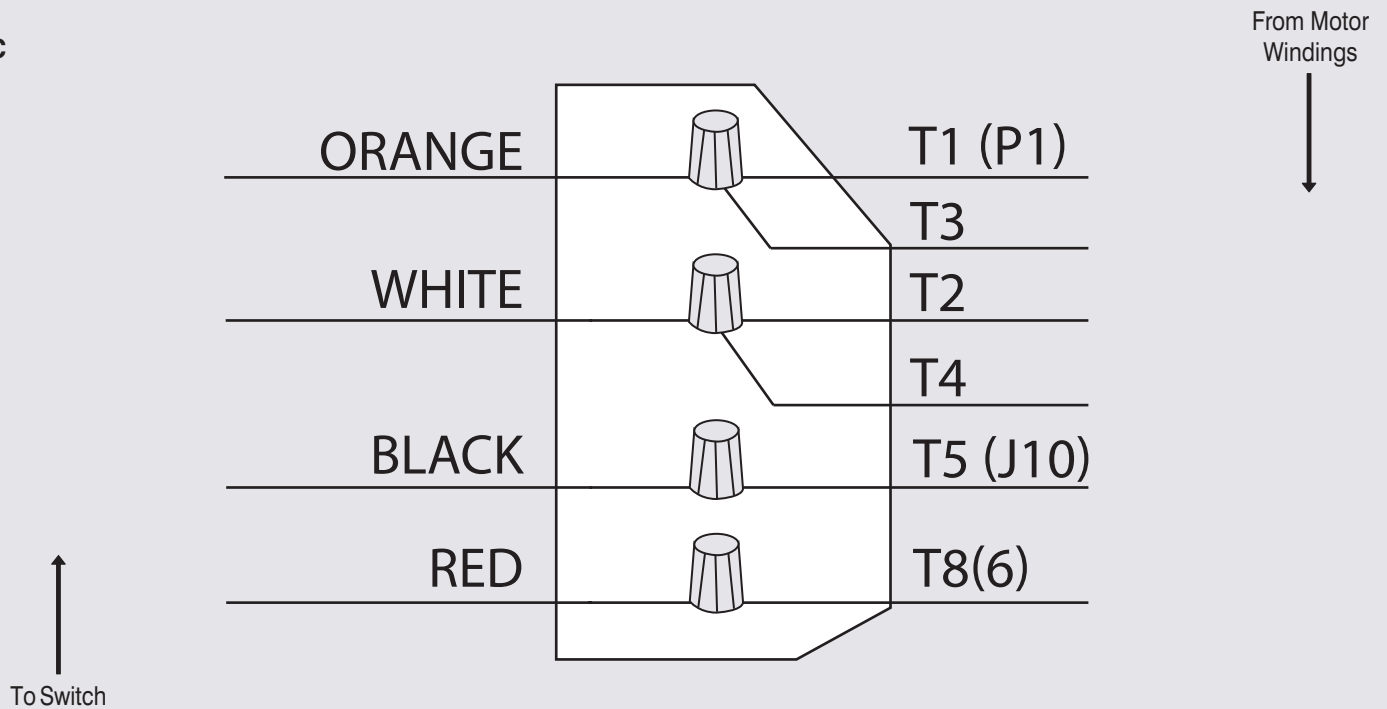 From Motor
Windings
ORANGE
T1 (P1)
T3
WHITE
T2
T4
BLACK
T5 (J10)
RED
T8(6)
To Switch